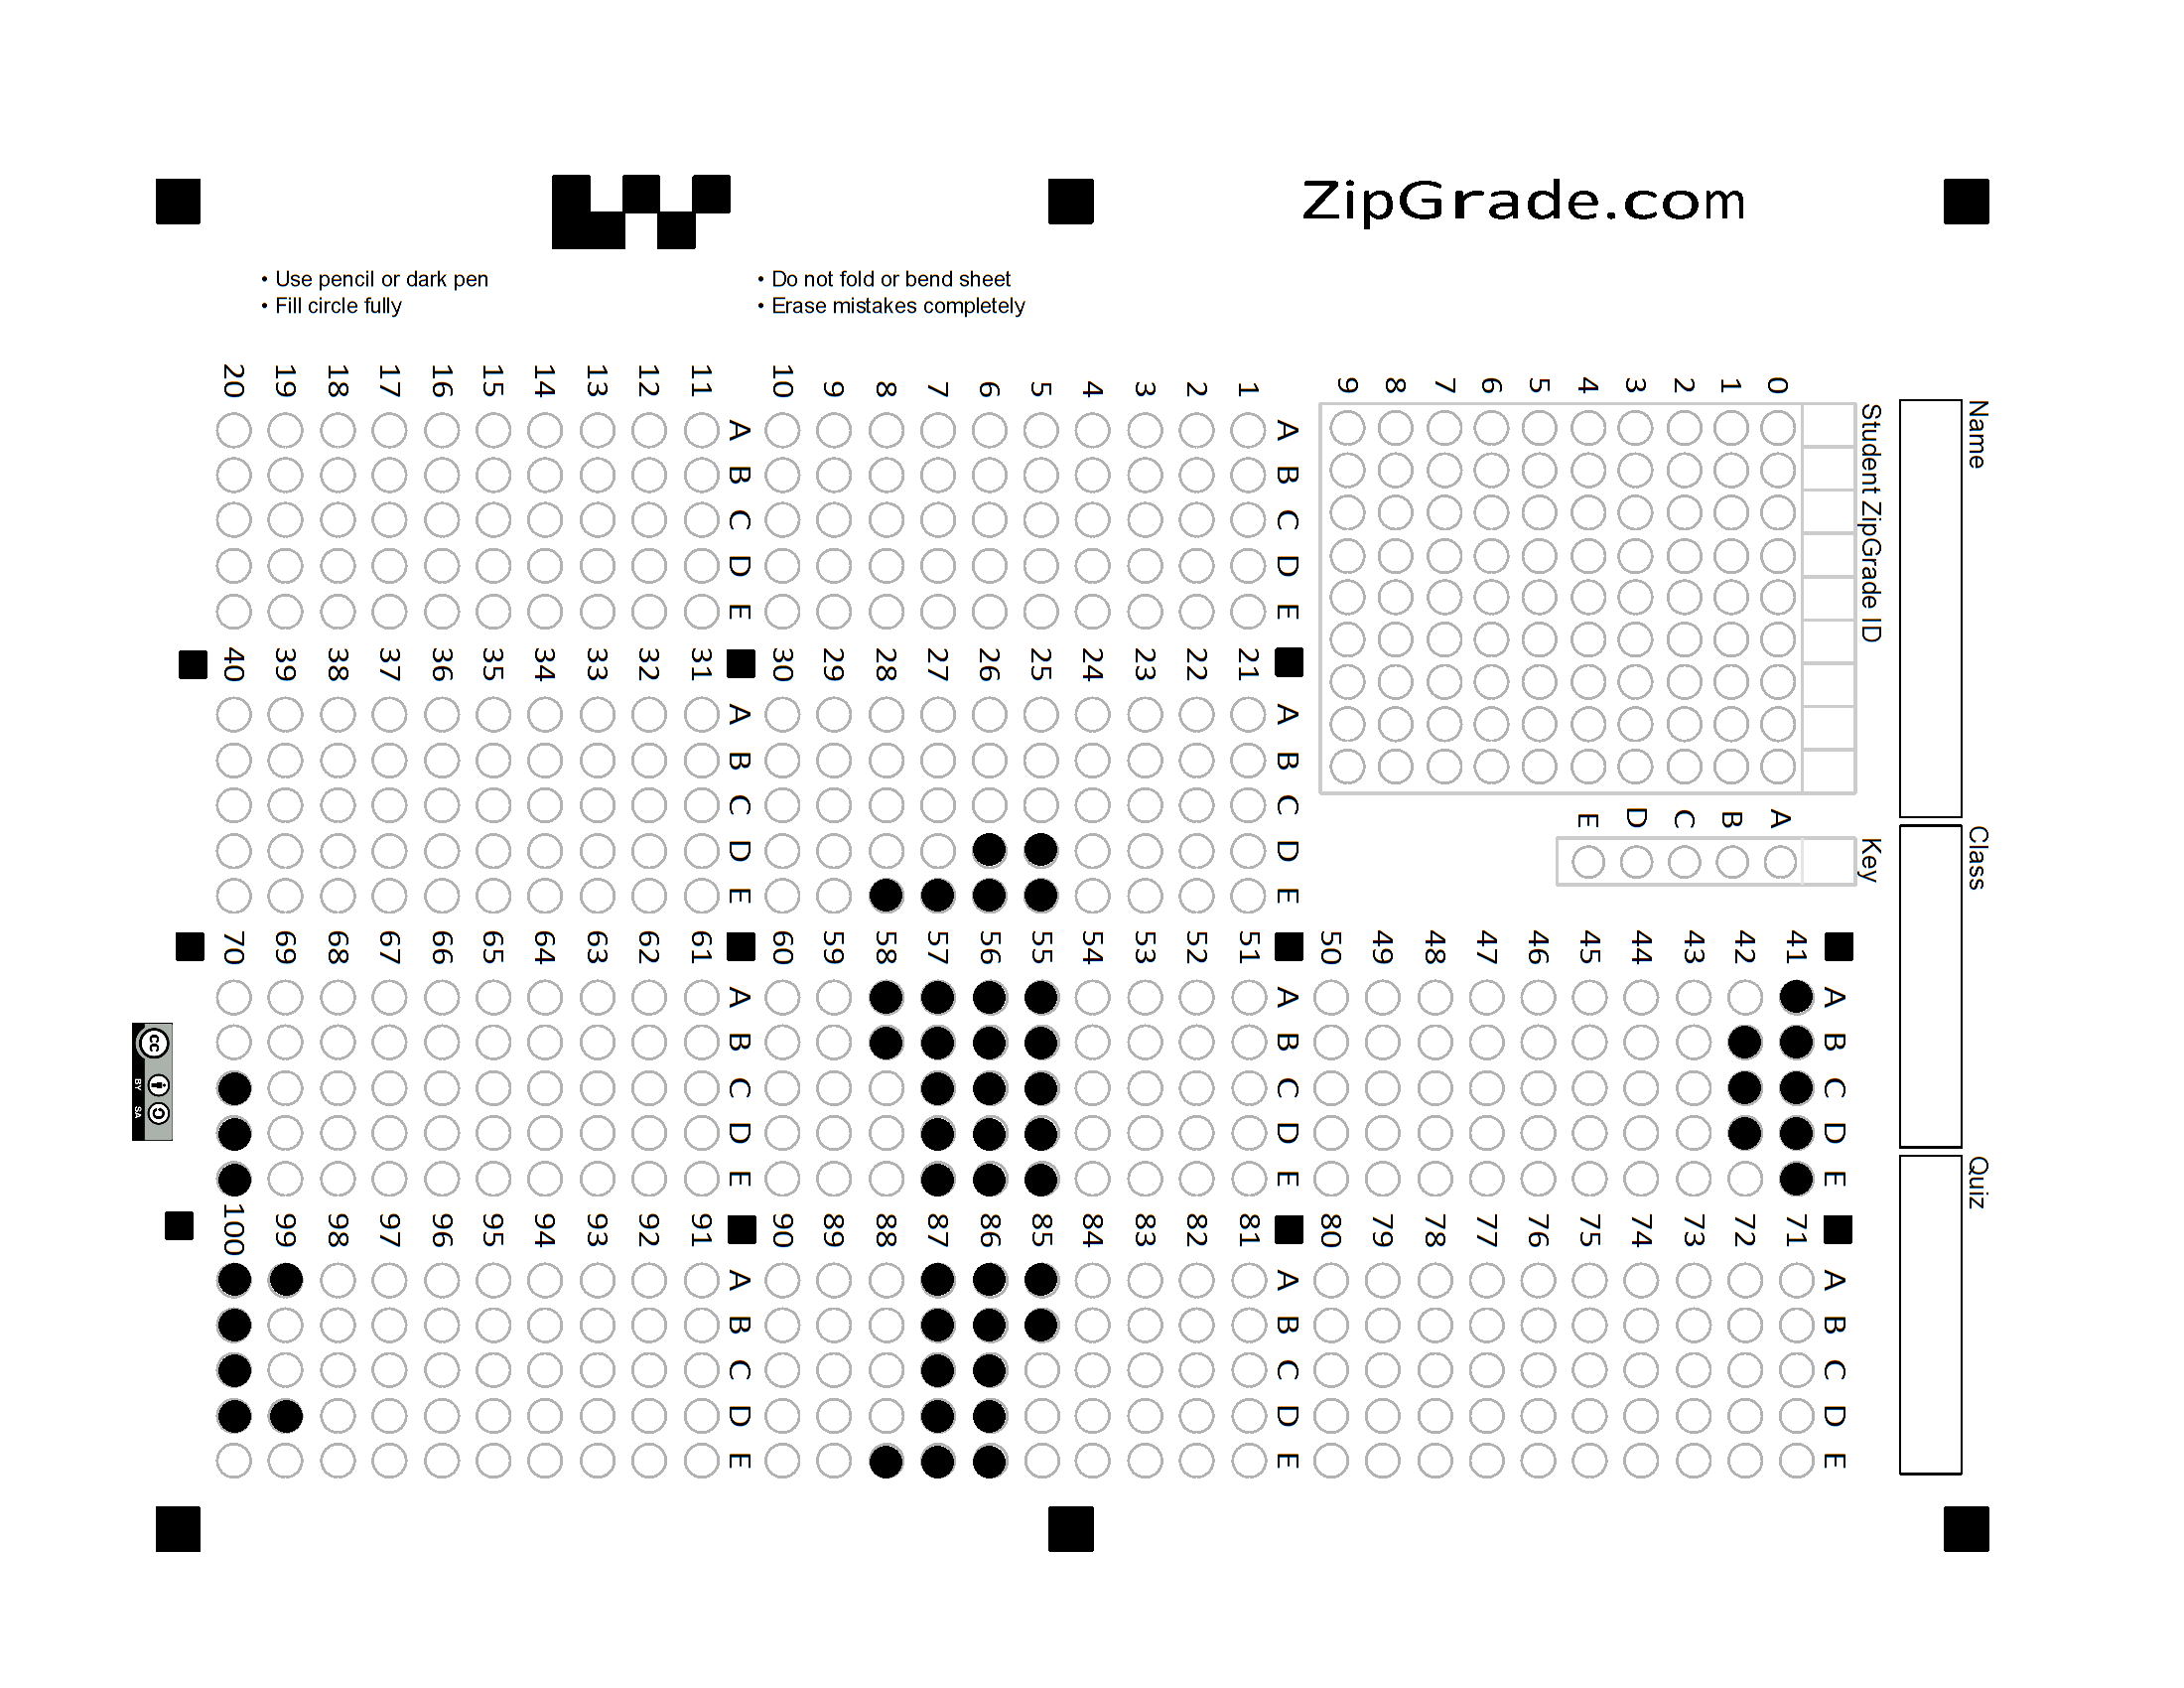 ZipGrade.com
• Use pencil or dark pen
• Fill circle fully
• Do not fold or bend sheet
• Erase mistakes completely
Name
Class
Quiz
Student ZipGrade ID
0 1 2 3 4 5 6 7 8 9
Key
A B C D E
1 2 3 4 5 6 7 8 9 10
A B C D E
11 12 13 14 15 16 17 18 19 20
A B C D E
21 22 23 24 25 26 27 28 29 30
A B C D E
31 32 33 34 35 36 37 38 39 40
A B C D E
41 42 43 44 45 46 47 48 49 50
A B C D E
51 52 53 54 55 56 57 58 59 60
A B C D E
61 62 63 64 65 66 67 68 69 70
A B C D E
71 72 73 74 75 76 77 78 79 80
A B C D E
81 82 83 84 85 86 87 88 89 90
A B C D E
91 92 93 94 95 96 97 98 99 100
A B C D E
cc
BY SA